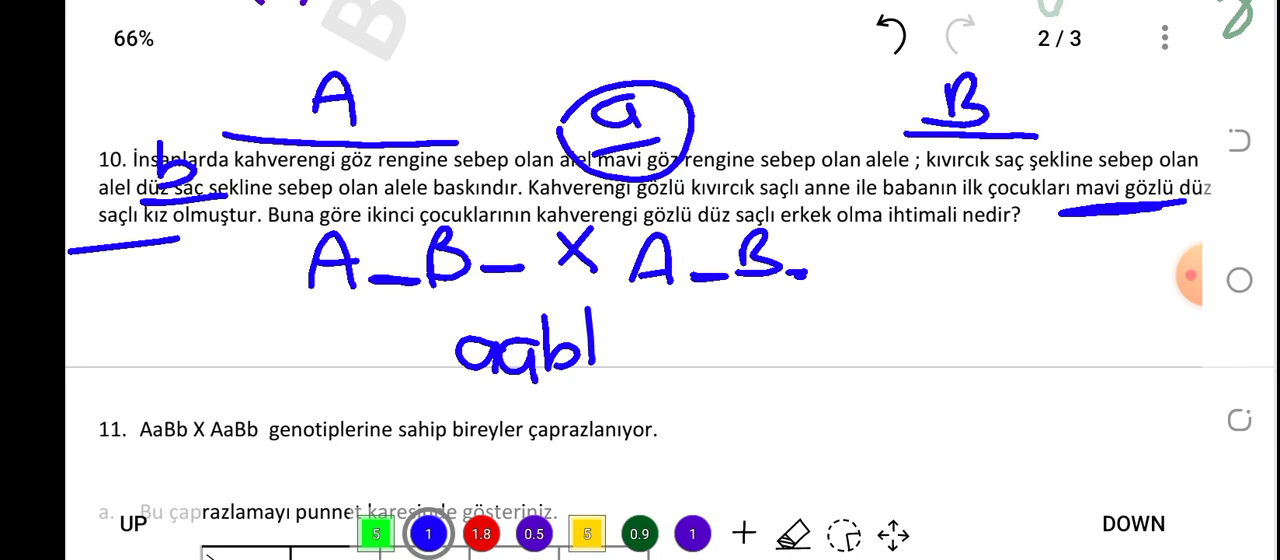 66%
B
2 / 3
A
a
B
b
10. İnsanlarda kahverengi göz rengine sebep olan alel mavi göz rengine sebep olan alele ; kıvırcık saç şekline sebep olan
alel düz saç şekline sebep olan alele baskındır. Kahverengi gözlü kıvırcık saçlı anne ile babanın ilk çocukları mavi gözlü düz
saçlı kız olmuştur. Buna göre ikinci çocuklarının kahverengi gözlü düz saçlı erkek olma ihtimali nedir?
A_B_ X A_B_
aabl
11. AaBb X AaBb genotiplerine sahip bireyler çaprazlanıyor.
a. Bu çaprazlamayı punnet karesinde gösteriniz.
UP 5 1 1.8 0.5 5 0.9 1 DOWN